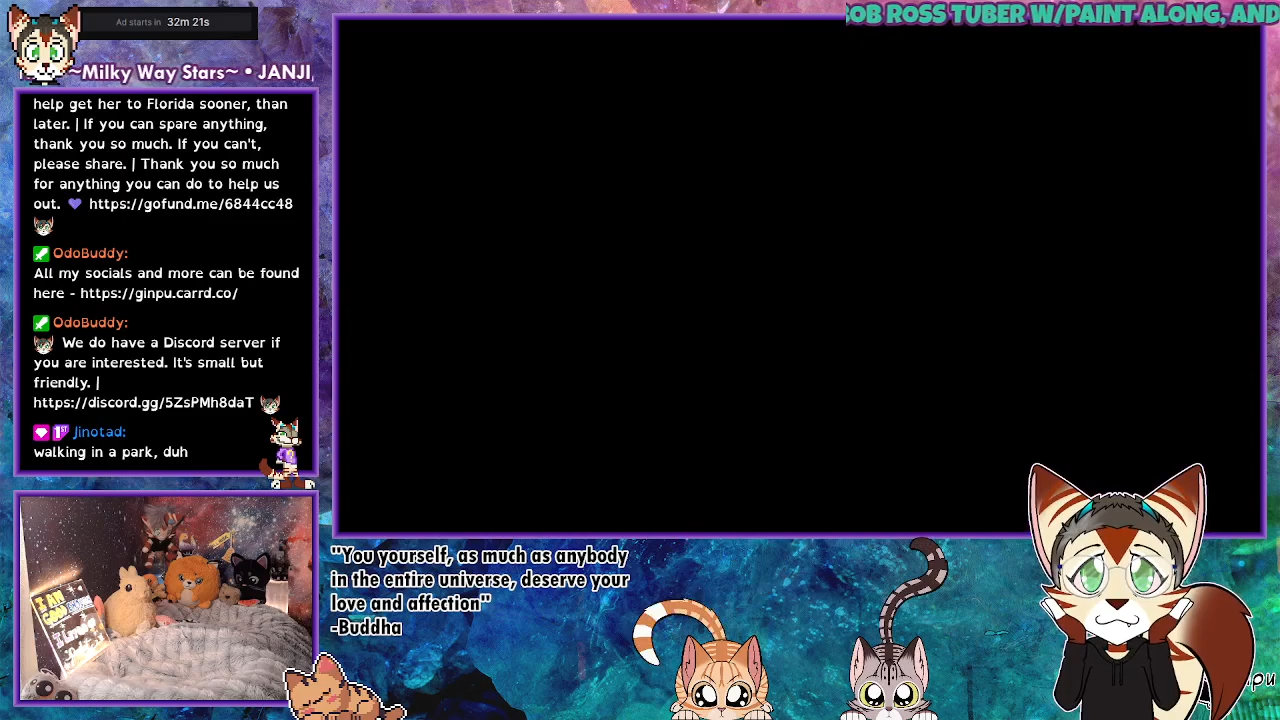 Ad starts in 32m 21s
OB ROSS TUBER W/PAINT ALONG, AND
~Milky Way Stars~ • JANJI
help get her to Florida sooner, than
later. | If you can spare anything,
thank you so much. If you can't,
please share. | Thank you so much
for anything you can do to help us
out. 💜 https://gofund.me/6844cc48
OdoBuddy:
All my socials and more can be found
here - https://ginpu.carrd.co/
OdoBuddy:
We do have a Discord server if
you are interested. It's small but
friendly. |
https://discord.gg/5ZsPMh8daT
Jinotad:
walking in a park, duh
I AM
GOOD
"You yourself, as much as anybody
in the entire universe, deserve your
love and affection"
-Buddha